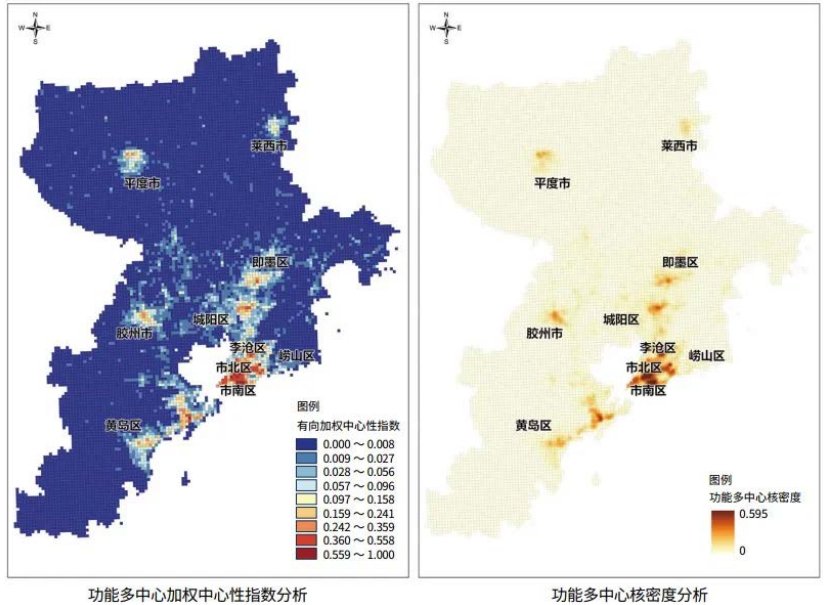 N
W E
S
莱西市
平度市
即墨区
城阳区
胶州市
李沧区
崂山区
市北区
市南区
黄岛区
图例
有向加权中心性指数
0.000～0.008
0.009～0.027
0.028～0.056
0.057～0.096
0.097～0.158
0.159～0.241
0.242～0.359
0.360～0.558
0.559～1.000
功能多中心加权中心性指数分析
N
W E
S
莱西市
平度市
即墨区
城阳区
胶州市
李沧区
崂山区
市北区
市南区
黄岛区
图例
功能多中心核密度
0.595
0
功能多中心核密度分析